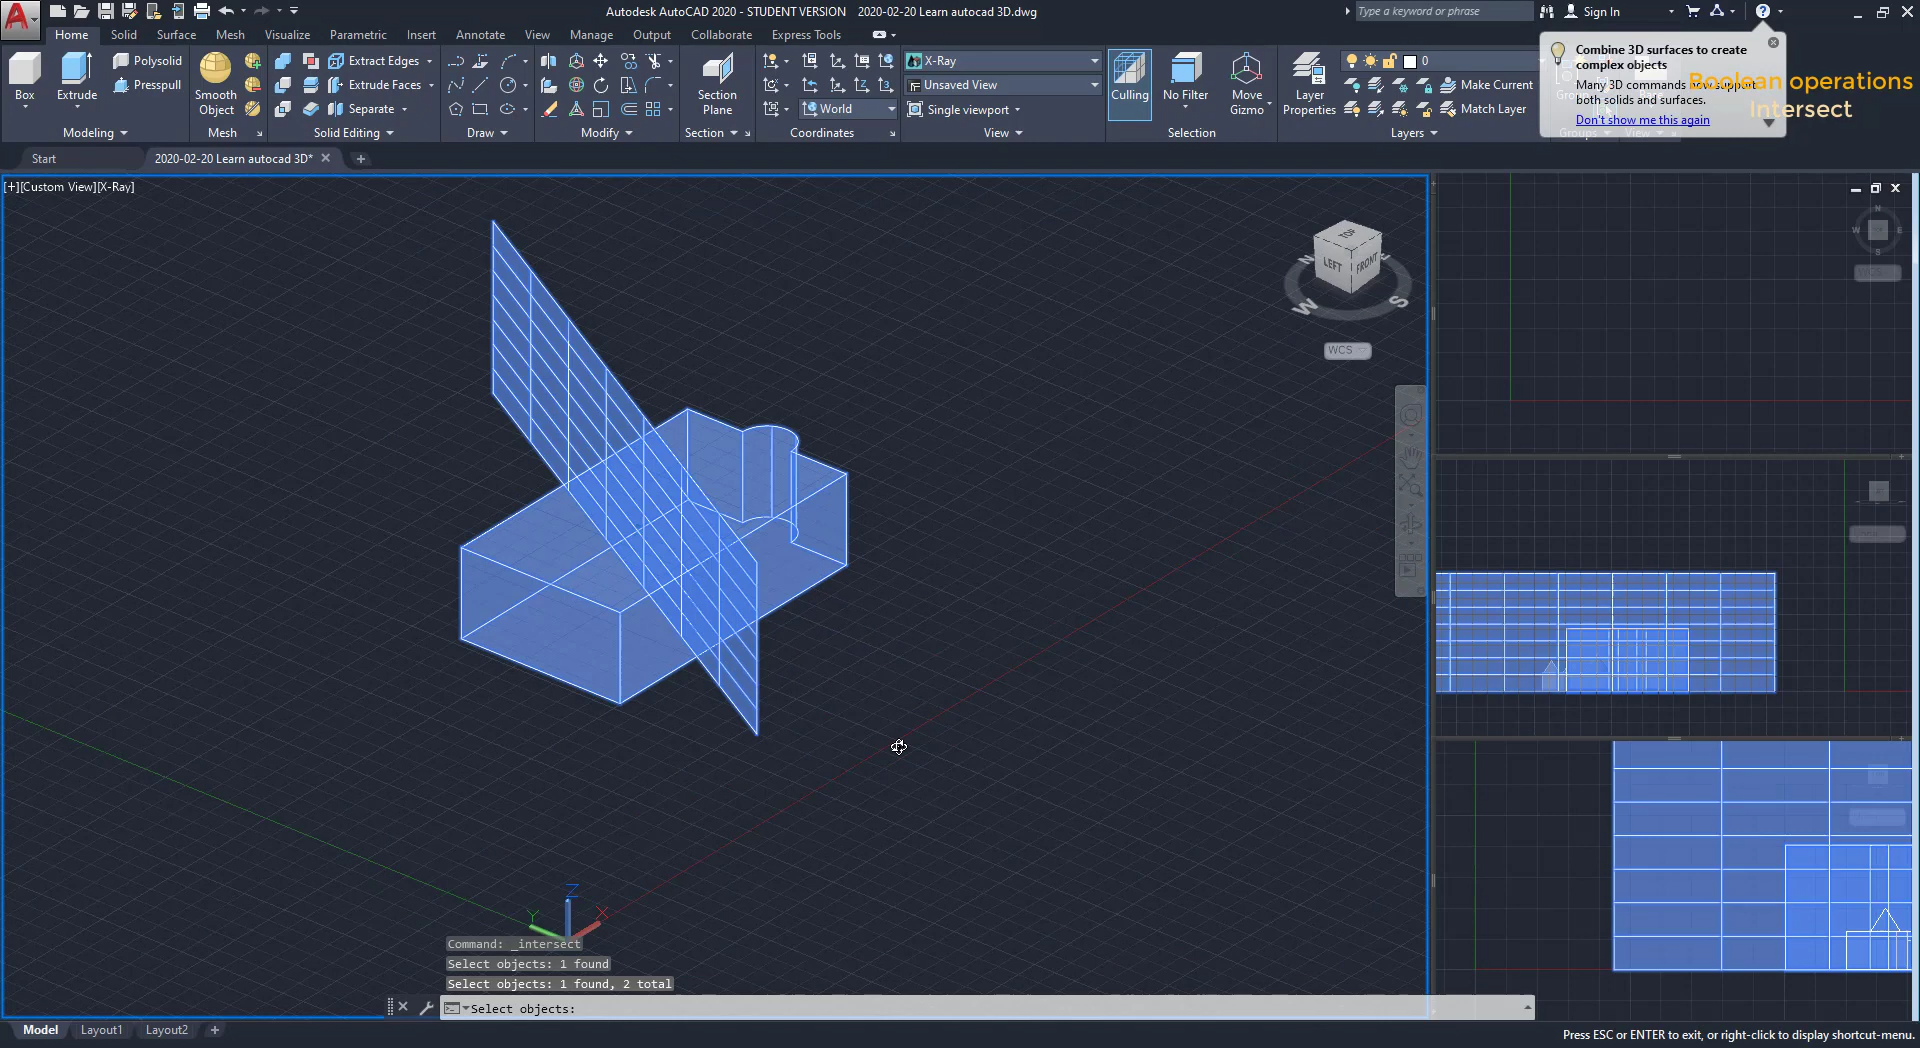 Autodesk AutoCAD 2020 - STUDENT VERSION 2020-02-20 Learn autocad 3D.dwg
Type a keyword or phrase
Sign In
Home Solid Surface Mesh Visualize Parametric Insert Annotate View Manage Output Collaborate Express Tools
Box
Extrude
Polysolid
Presspull
Modeling
Smooth
Object
Mesh
Extract Edges
Extrude Faces
Separate
Solid Editing
Draw
Modify
Section
Plane
Section
World
Coordinates
X-Ray
Unsaved View
Single viewport
View
Culling
No Filter
Move
Gizmo
Selection
Layer
Properties
0
Make Current
Match Layer
Layers
Combine 3D surfaces to create
complex objects
Many 3D commands now support
both solids and surfaces.
Don't show me this again
Boolean operations
Intersect
Groups
View
Start
2020-02-20 Learn autocad 3D*
[+][Custom View][X-Ray]
TOP
LEFT
FRONT
N
W
S
WCS
N
W
E
S
Z
Y
X
Command: _intersect
Select objects: 1 found
Select objects: 1 found, 2 total
Select objects:
Model Layout1 Layout2
Press ESC or ENTER to exit, or right-click to display shortcut-menu.